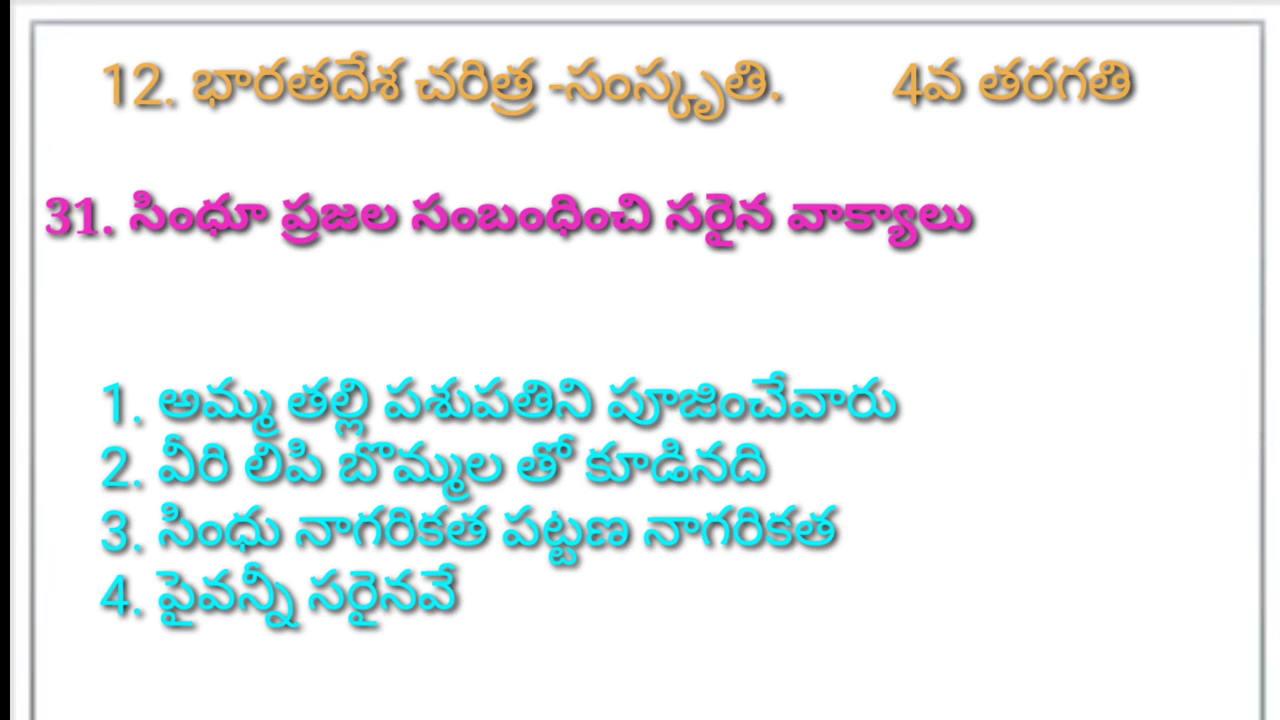 12. భారతదేశ చరిత్ర -సంస్కృతి. 4వ తరగతి
31. సింధూ ప్రజల సంబంధించి సరైన వాక్యాలు
1. అమ్మ తల్లి పశుపతిని పూజించేవారు
2. వీరి లిపి బొమ్మల తో కూడినది
3. సింధు నాగరికత పట్టణ నాగరికత
4. పైవన్నీ సరైనవే